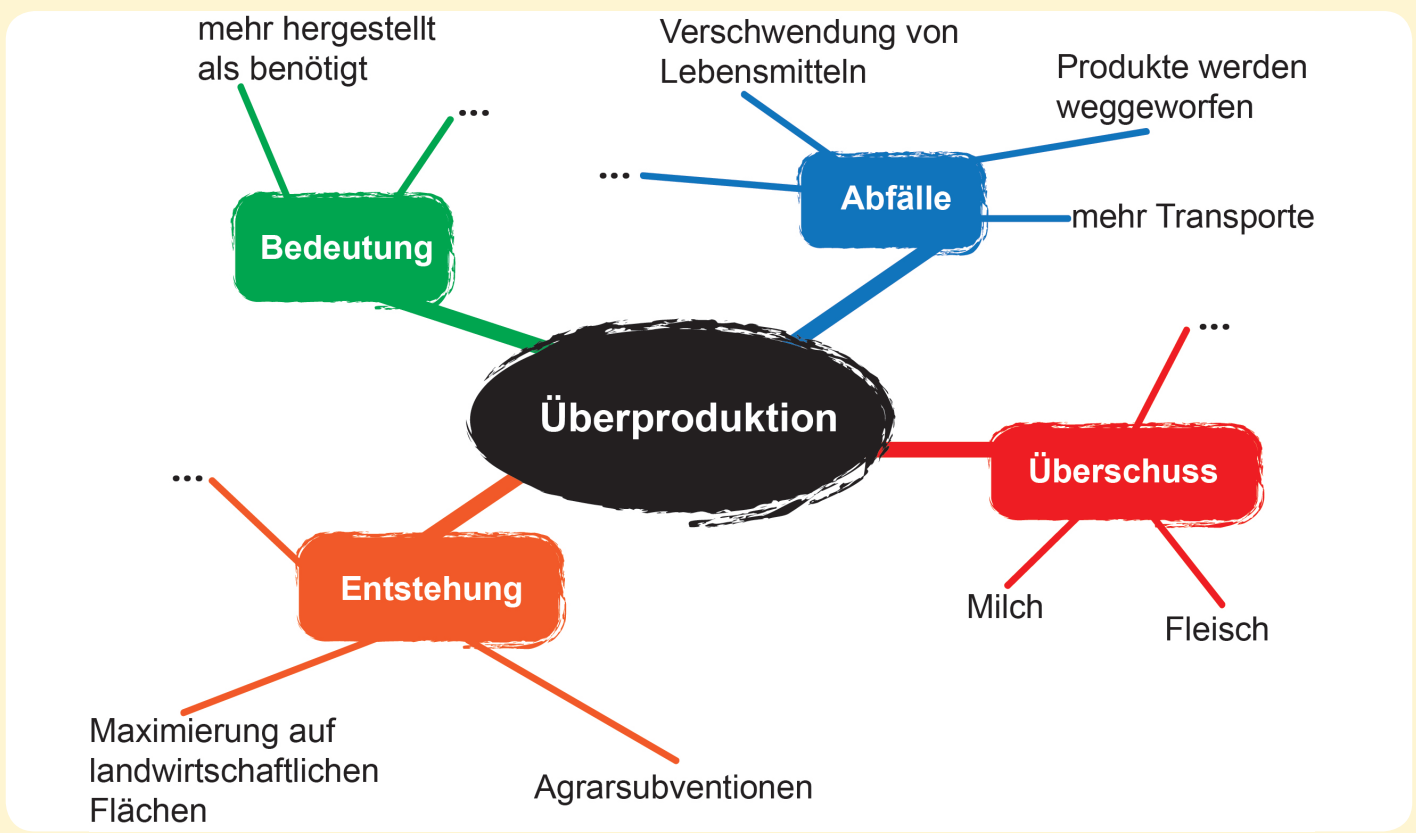 mehr hergestellt
als benötigt
...
Bedeutung
Verschwendung von
Lebensmitteln
Produkte werden
weggeworfen
...
Abfälle
mehr Transporte
Überproduktion
...
Überschuss
Milch
Fleisch
...
Entstehung
Maximierung auf
landwirtschaftlichen
Flächen
Agrarsubventionen